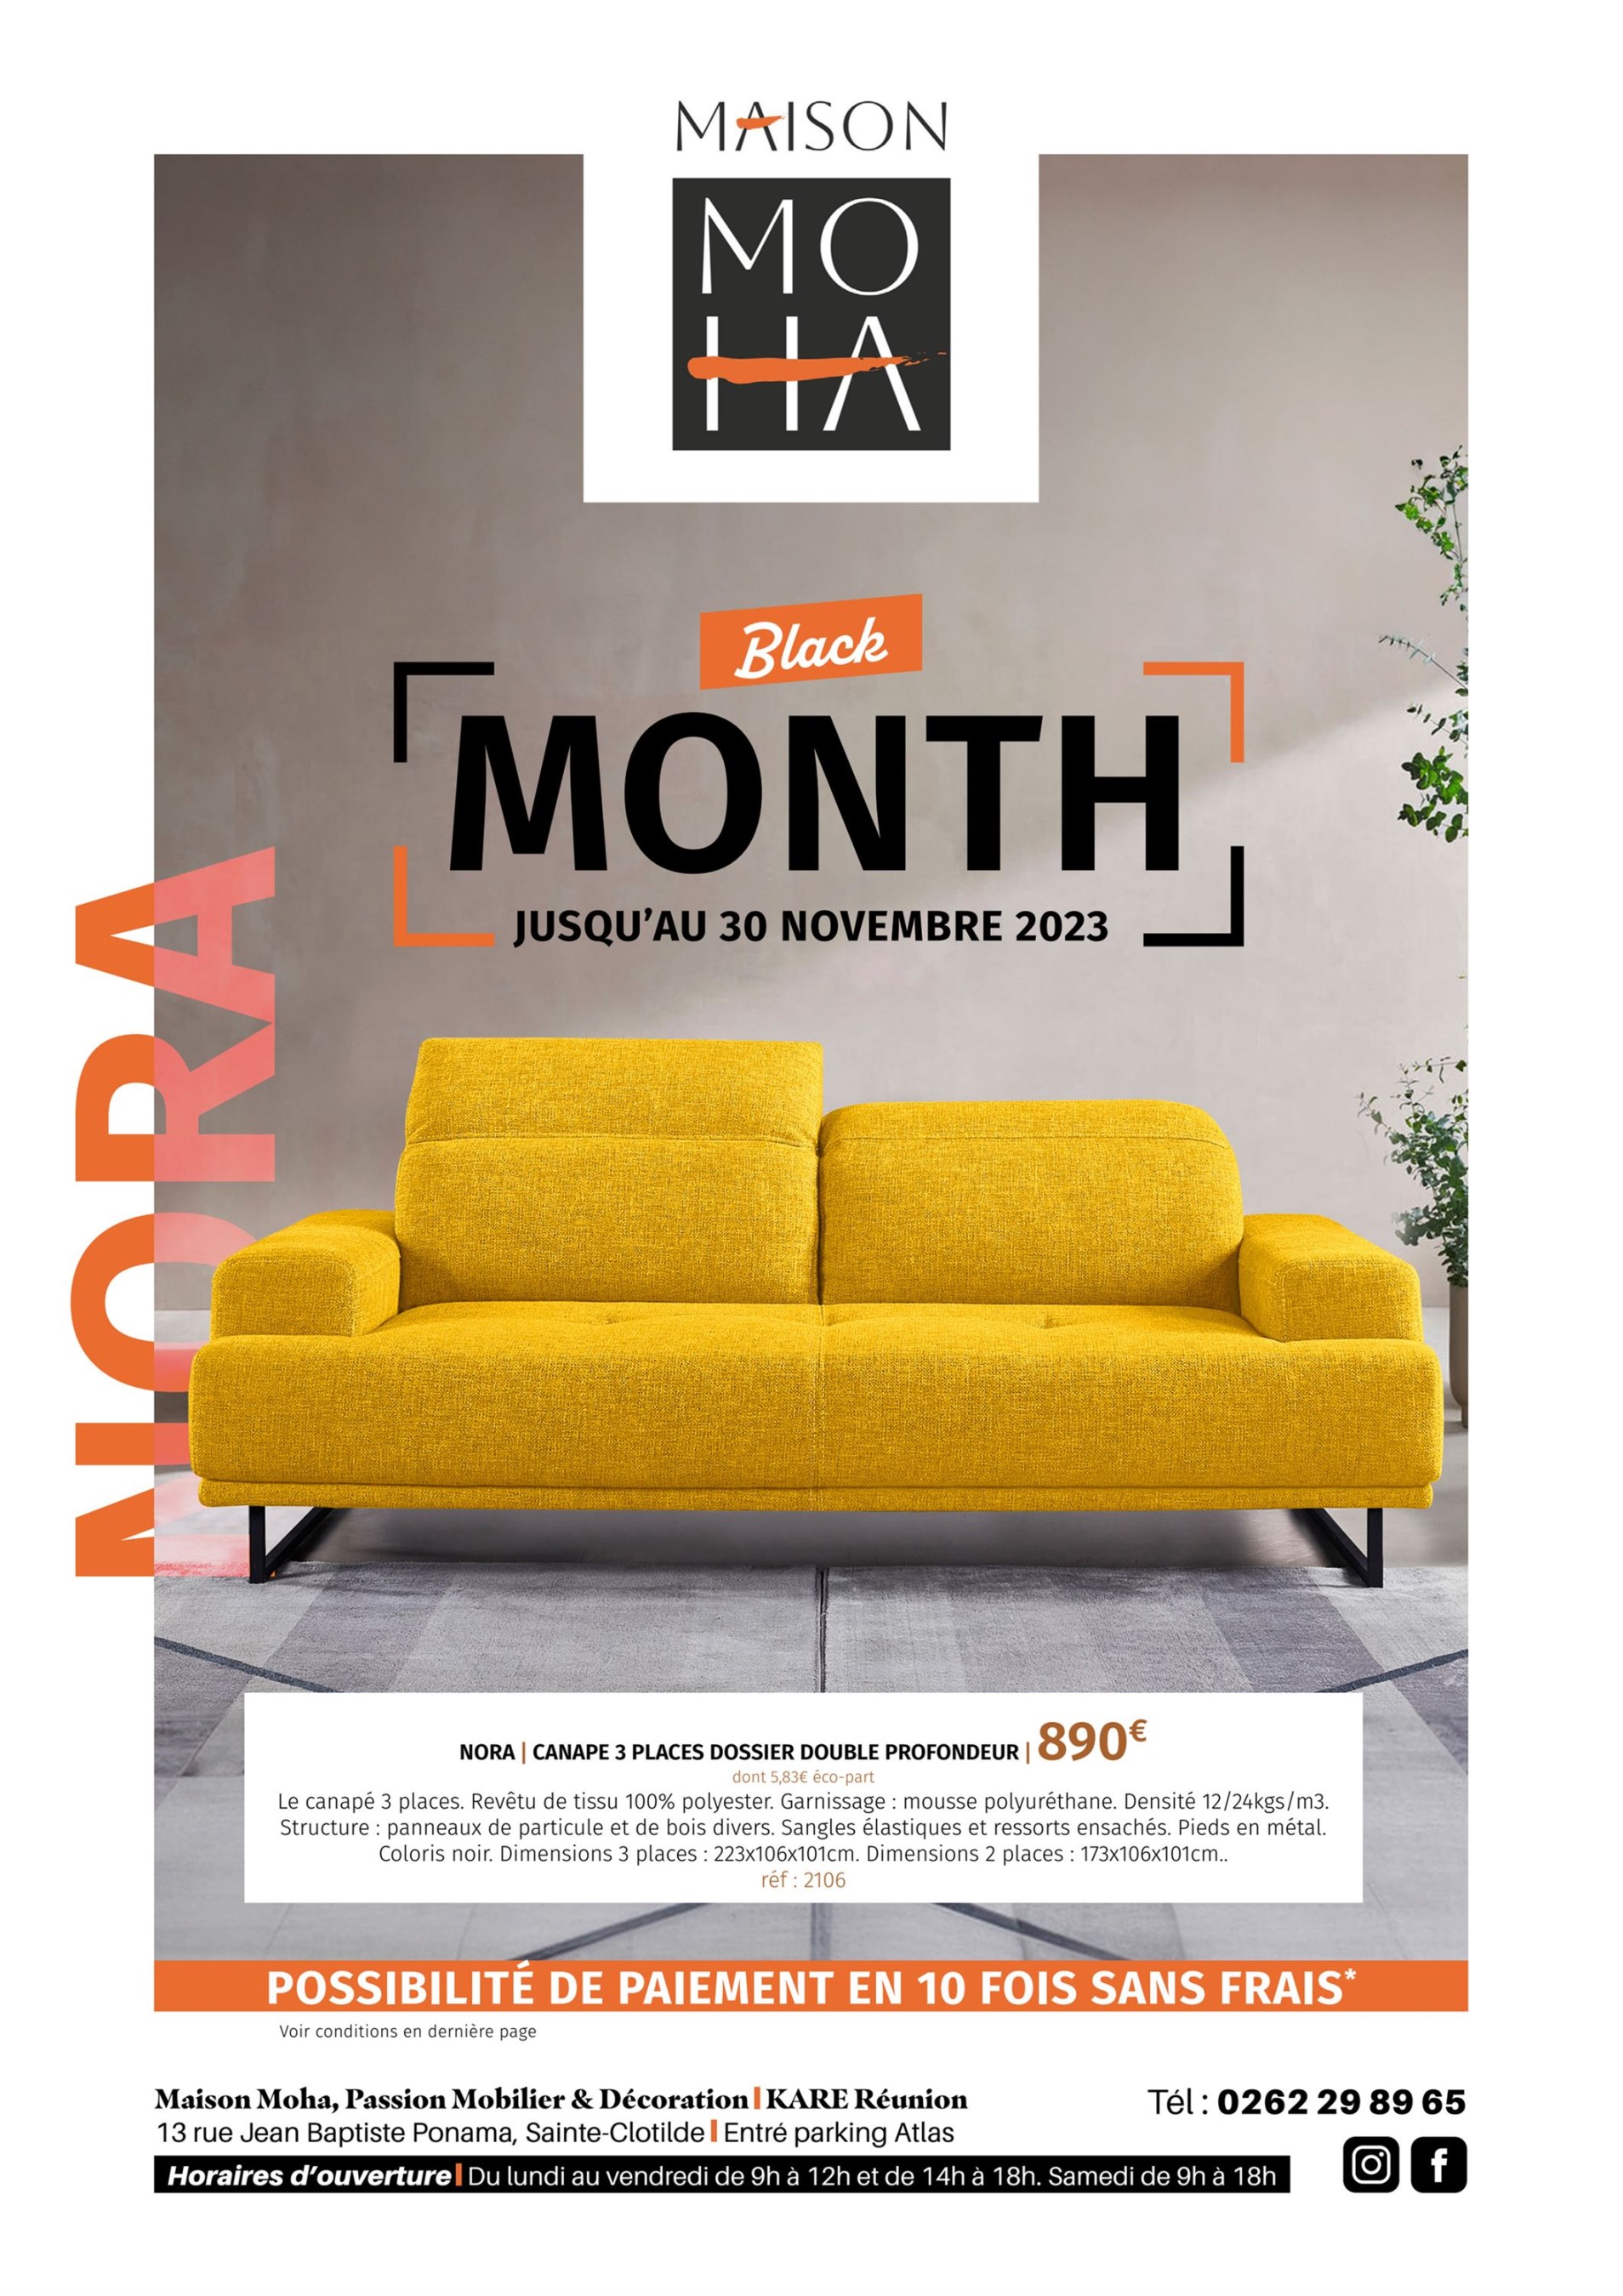 MAISON
MO
HA
Black
MONTH
JUSQU’AU 30 NOVEMBRE 2023
NORA
NORA | CANAPE 3 PLACES DOSSIER DOUBLE PROFONDEUR | 890€
dont 5,83€ éco-part
Le canapé 3 places. Revêtu de tissu 100% polyester. Garnissage : mousse polyuréthane. Densité 12/24kgs/m3.
Structure : panneaux de particule et de bois divers. Sangles élastiques et ressorts ensachés. Pieds en métal.
Coloris noir. Dimensions 3 places : 223x106x101cm. Dimensions 2 places : 173x106x101cm..
réf : 2106
POSSIBILITÉ DE PAIEMENT EN 10 FOIS SANS FRAIS*
Voir conditions en dernière page
Maison Moha, Passion Mobilier & Décoration | KARE Réunion
13 rue Jean Baptiste Ponama, Sainte-Clotilde | Entré parking Atlas
Horaires d’ouverture | Du lundi au vendredi de 9h à 12h et de 14h à 18h. Samedi de 9h à 18h
Tél : 0262 29 89 65